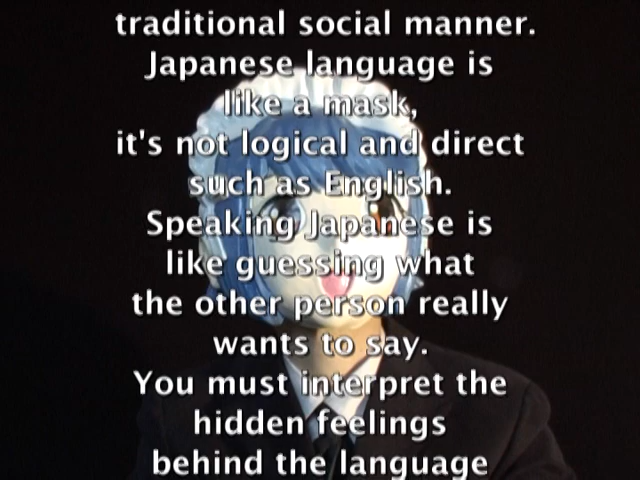 traditional social manner.
Japanese language is
like a mask,
it's not logical and direct
such as English.
Speaking Japanese is
like guessing what
the other person really
wants to say.
You must interpret the
hidden feelings
behind the language